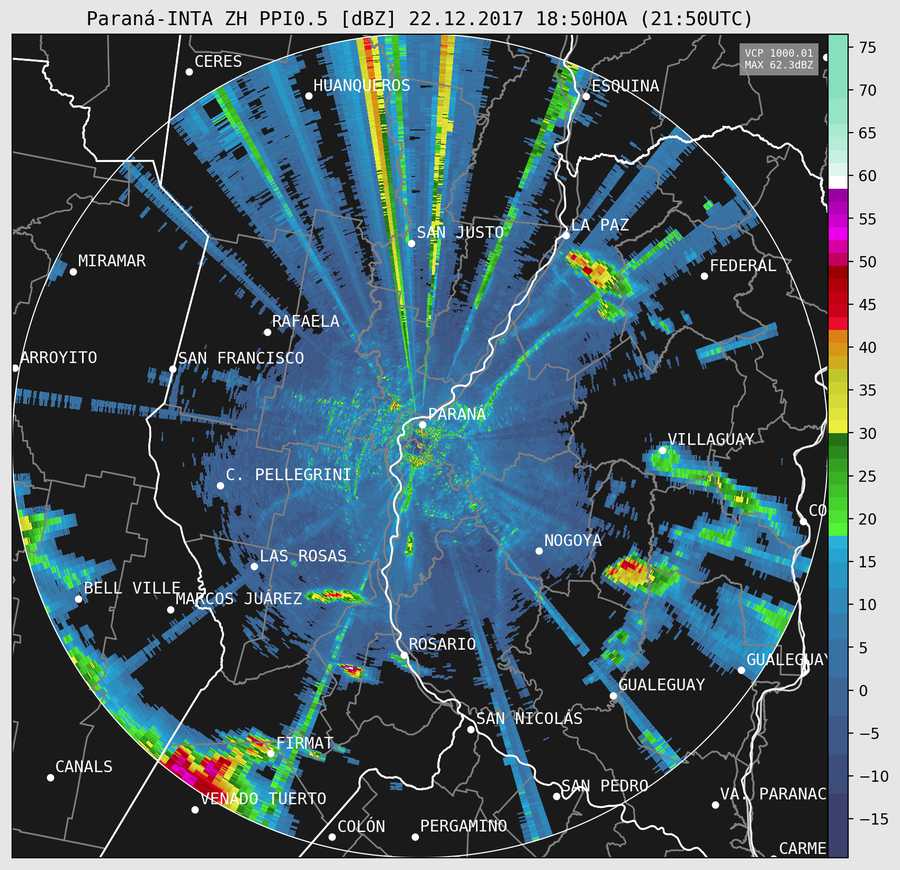 Paraná-INTA ZH PPI0.5 [dBZ] 22.12.2017 18:50HOA (21:50UTC)
VCP 1000.01
MAX 62.3dBZ
CERES
HUANQUEROS
ESQUINA
SAN JUSTO
LA PAZ
MIRAMAR
FEDERAL
RAFAELA
ARROYITO
SAN FRANCISCO
PARANÁ
VILLAGUAY
C. PELLEGRINI
CO
NOGOYA
LAS ROSAS
BELL VILLE
MARCOS JUÁREZ
ROSARIO
GUALEGUAY
GUALEGUAY
SAN NICOLÁS
FIRMAT
CANALS
VENADO TUERTO
SAN PEDRO
VA. PARANAC
COLÓN
PERGAMINO
CARME
75
70
65
60
55
50
45
40
35
30
25
20
15
10
5
0
−5
−10
−15